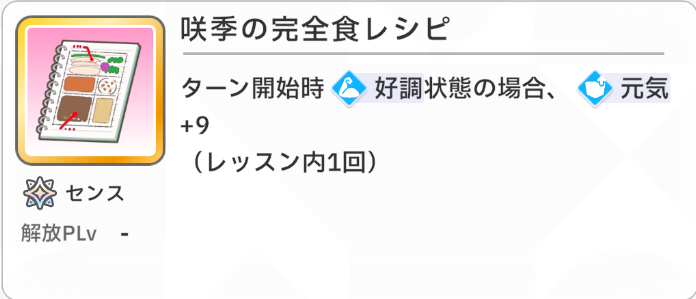 咲季の完全食レシピ
ターン開始時 好調状態の場合、 元気
+9
（レッスン内1回）
センス
解放PLv -